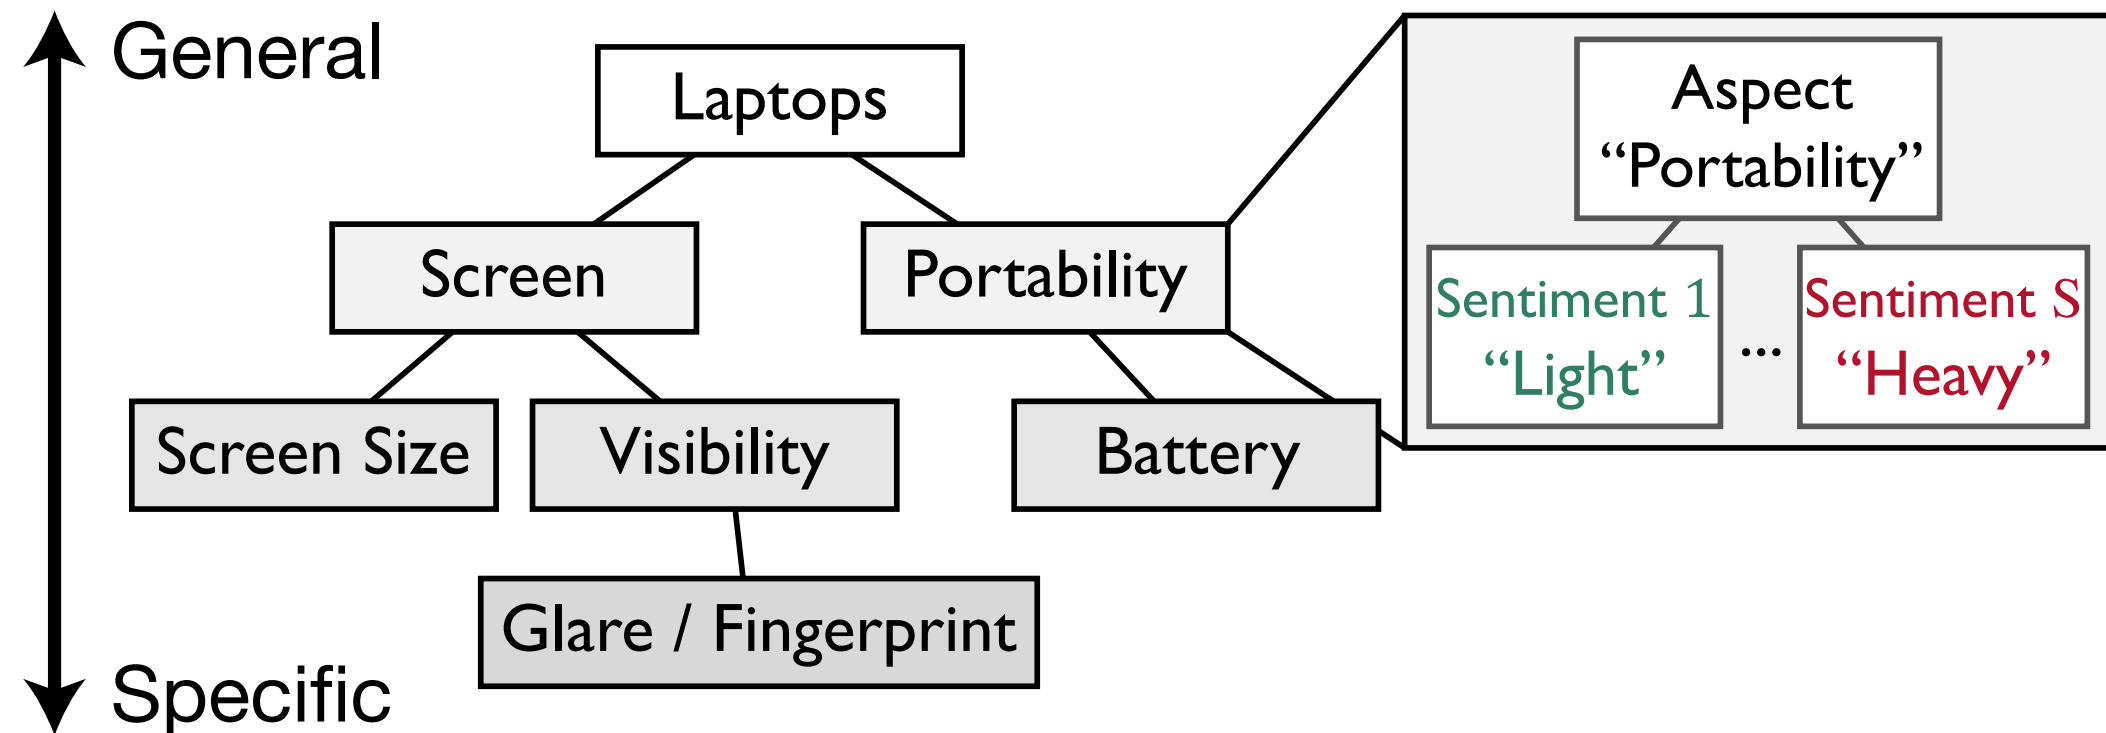 General
Laptops
Screen
Portability
Screen Size
Visibility
Battery
Glare / Fingerprint
Specific
Aspect
“Portability”
Sentiment 1
“Light”
...
Sentiment S
“Heavy”